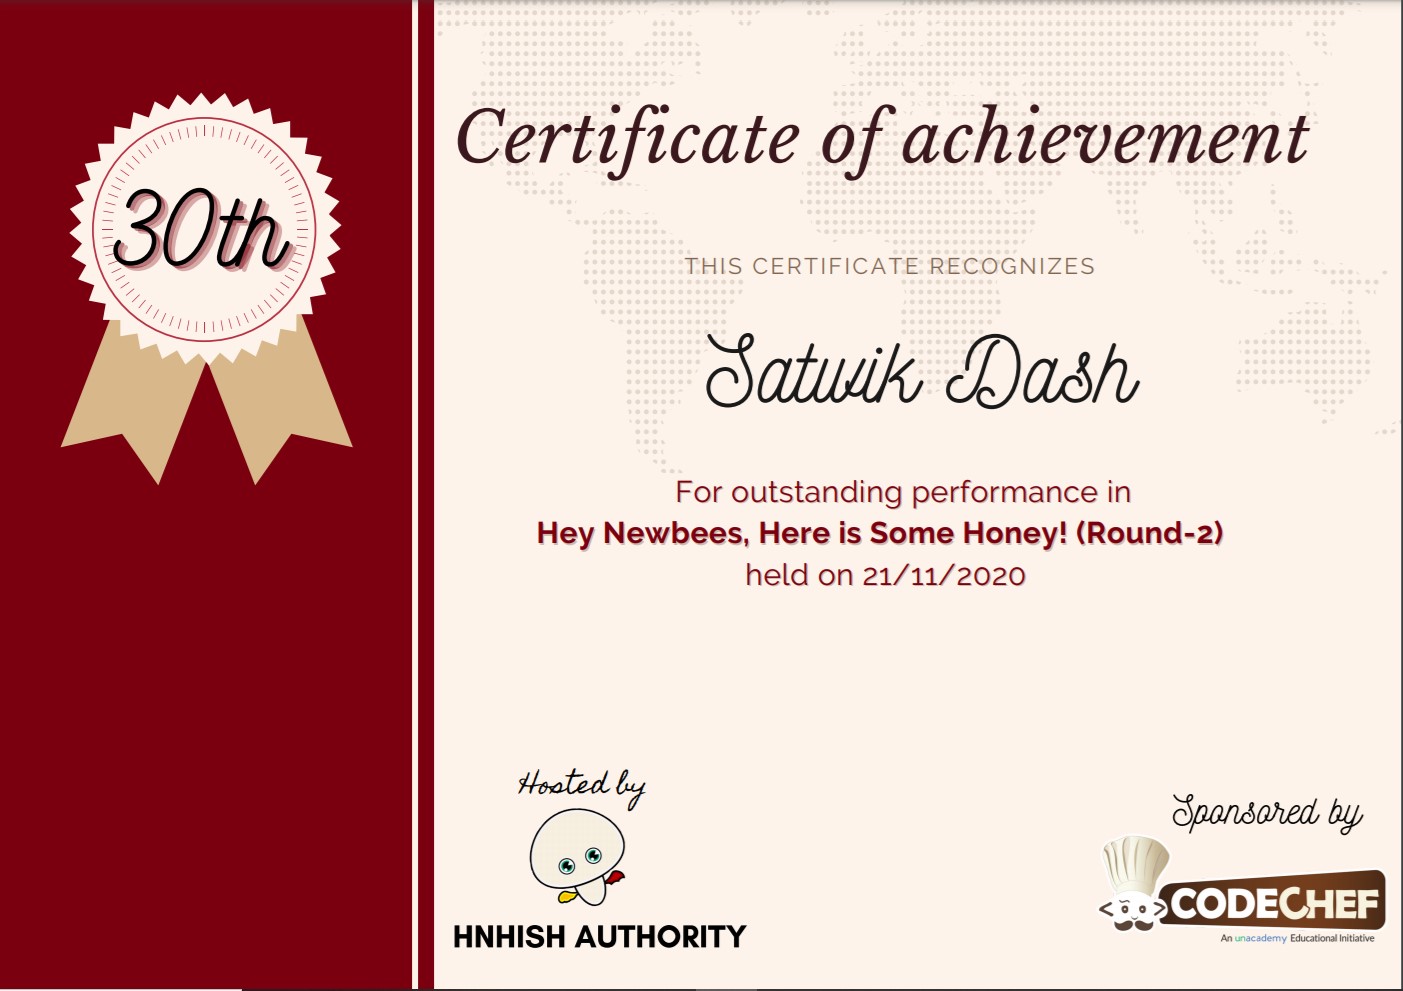 30th
Certificate of achievement
THIS CERTIFICATE RECOGNIZES
Satwik Dash
For outstanding performance in
Hey Newbees, Here is Some Honey! (Round-2)
held on 21/11/2020
Hosted by
HNHISH AUTHORITY
Sponsored by
CODECHEF
An unacademy Educational Initiative